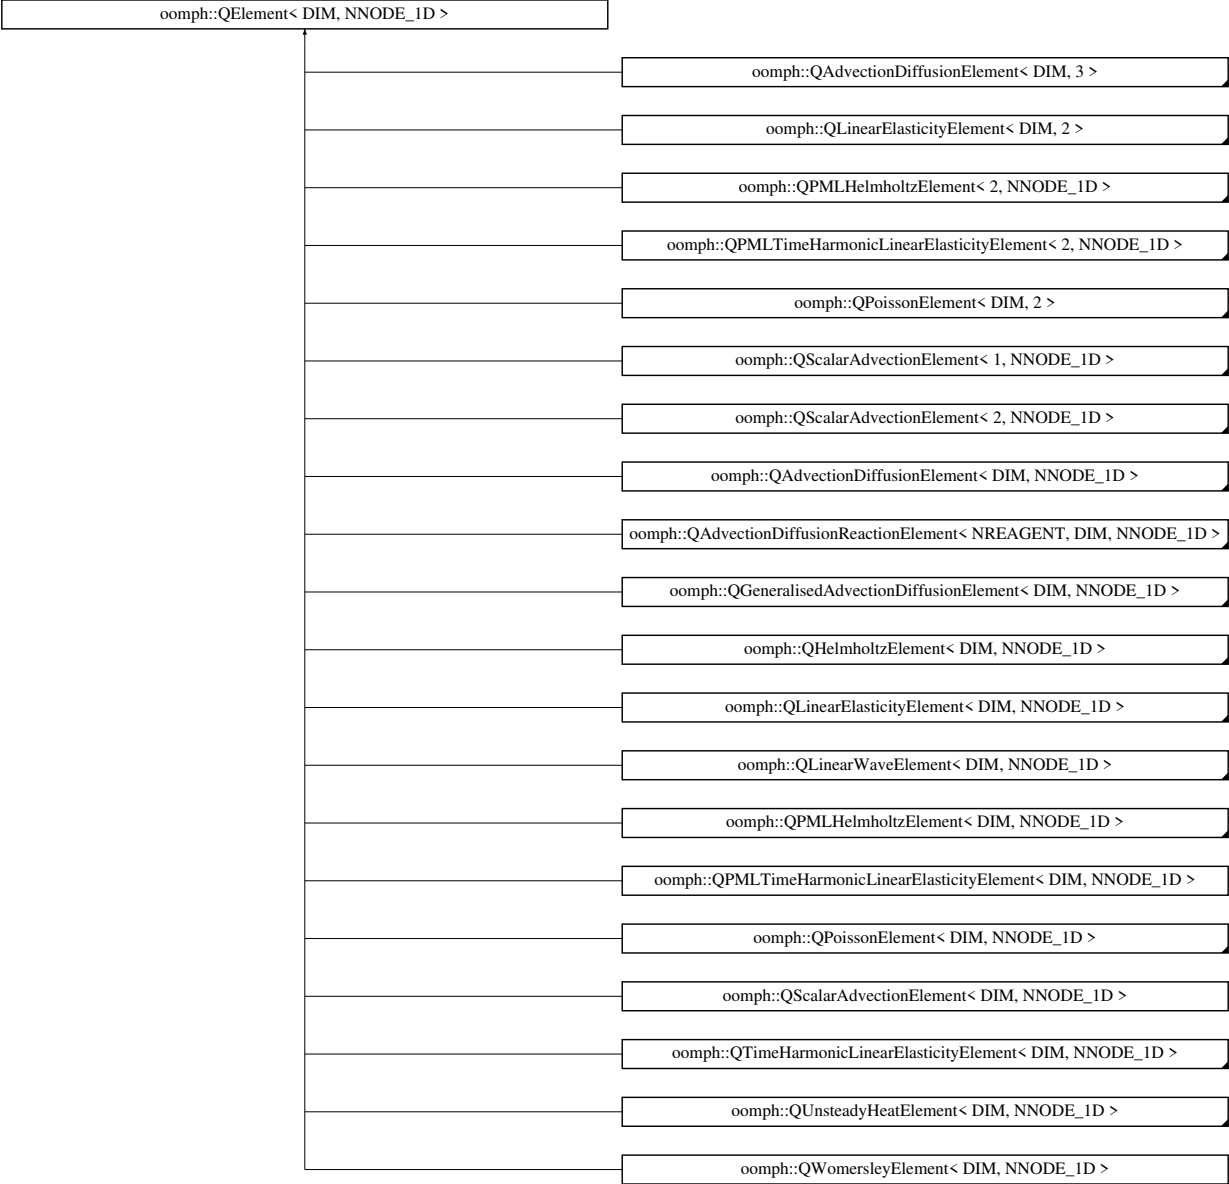 oomph::QElement< DIM, NNODE_1D >
oomph::QAdvectionDiffusionElement< DIM, 3 >
oomph::QLinearElasticityElement< DIM, 2 >
oomph::QPMLHelmholtzElement< 2, NNODE_1D >
oomph::QPMLTimeHarmonicLinearElasticityElement< 2, NNODE_1D >
oomph::QPoissonElement< DIM, 2 >
oomph::QScalarAdvectionElement< 1, NNODE_1D >
oomph::QScalarAdvectionElement< 2, NNODE_1D >
oomph::QAdvectionDiffusionElement< DIM, NNODE_1D >
oomph::QAdvectionDiffusionReactionElement< NREAGENT, DIM, NNODE_1D >
oomph::QGeneralisedAdvectionDiffusionElement< DIM, NNODE_1D >
oomph::QHelmholtzElement< DIM, NNODE_1D >
oomph::QLinearElasticityElement< DIM, NNODE_1D >
oomph::QLinearWaveElement< DIM, NNODE_1D >
oomph::QPMLHelmholtzElement< DIM, NNODE_1D >
oomph::QPMLTimeHarmonicLinearElasticityElement< DIM, NNODE_1D >
oomph::QPoissonElement< DIM, NNODE_1D >
oomph::QScalarAdvectionElement< DIM, NNODE_1D >
oomph::QTimeHarmonicLinearElasticityElement< DIM, NNODE_1D >
oomph::QUnsteadyHeatElement< DIM, NNODE_1D >
oomph::QWomersleyElement< DIM, NNODE_1D >